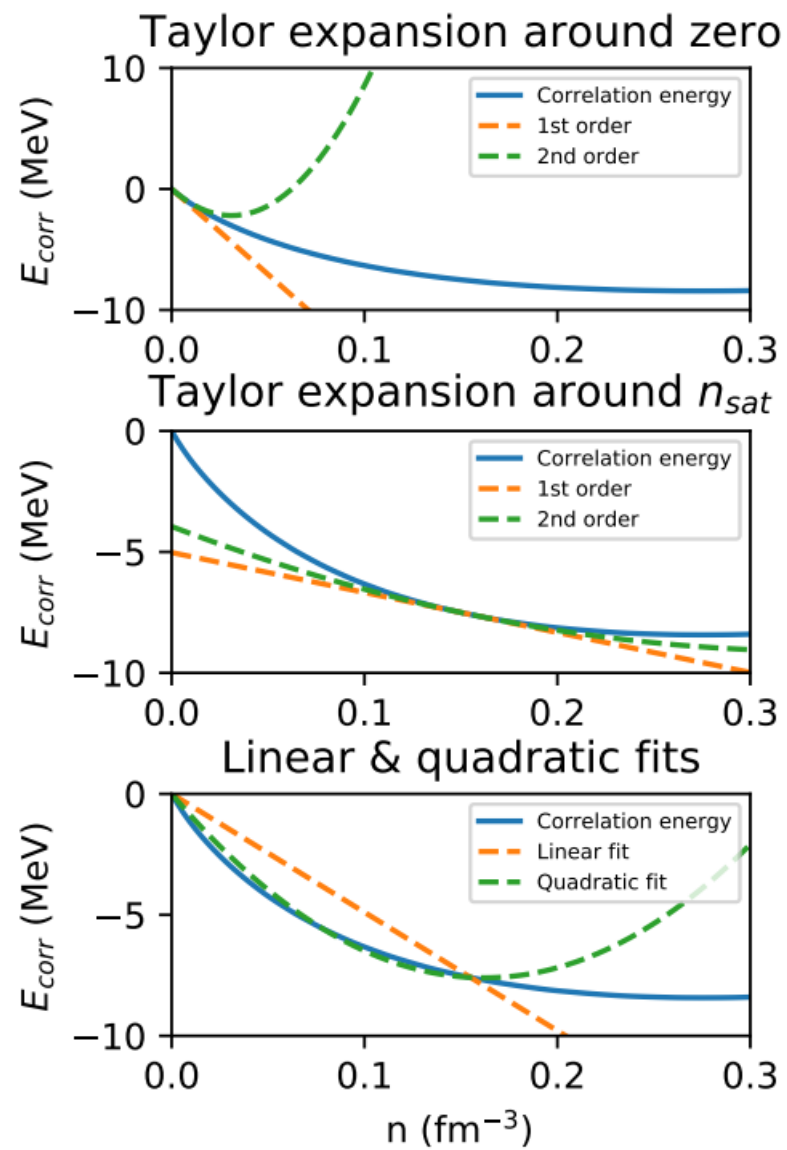 Taylor expansion around zero
10
0
−10
E_corr (MeV)
Correlation energy
1st order
2nd order
0.0 0.1 0.2 0.3
Taylor expansion around n_sat
0
−5
−10
E_corr (MeV)
Correlation energy
1st order
2nd order
0.0 0.1 0.2 0.3
Linear & quadratic fits
0
−5
−10
E_corr (MeV)
Correlation energy
Linear fit
Quadratic fit
0.0 0.1 0.2 0.3
n (fm⁻³)